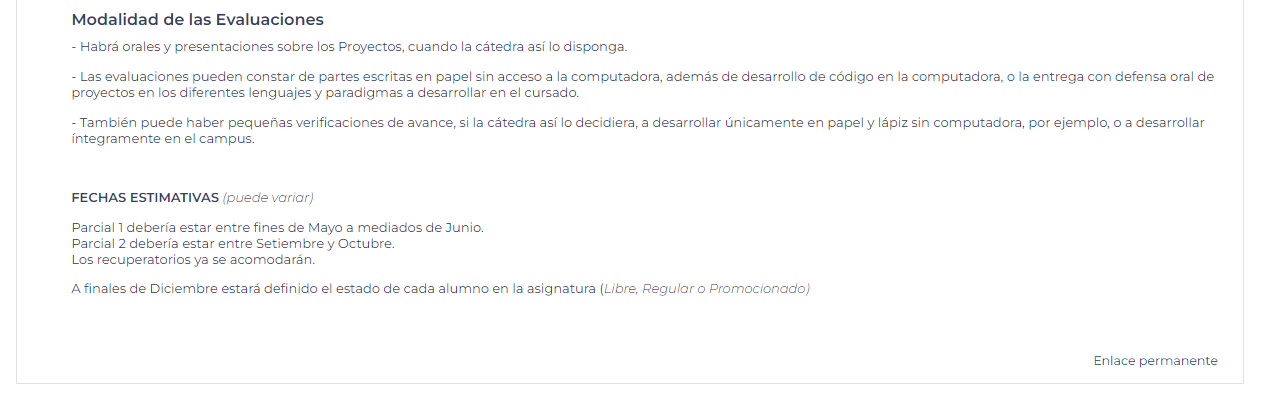 Modalidad de las Evaluaciones
- Habrá orales y presentaciones sobre los Proyectos, cuando la cátedra así lo disponga.
- Las evaluaciones pueden constar de partes escritas en papel sin acceso a la computadora, además de desarrollo de código en la computadora, o la entrega con defensa oral de
proyectos en los diferentes lenguajes y paradigmas a desarrollar en el cursado.
- También puede haber pequeñas verificaciones de avance, si la cátedra así lo decidiera, a desarrollar únicamente en papel y lápiz sin computadora, por ejemplo, o a desarrollar
íntegramente en el campus.
FECHAS ESTIMATIVAS (puede variar)
Parcial 1 debería estar entre fines de Mayo a mediados de Junio.
Parcial 2 debería estar entre Setiembre y Octubre.
Los recuperatorios ya se acomodarán.
A finales de Diciembre estará definido el estado de cada alumno en la asignatura (Libre, Regular o Promocionado)
Enlace permanente